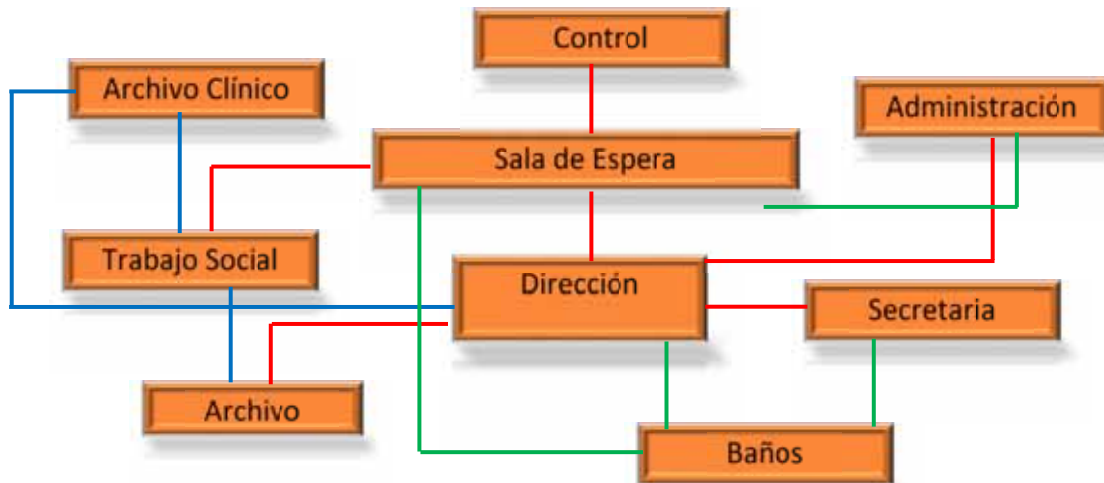 Control
Archivo Clínico
Administración
Sala de Espera
Trabajo Social
Dirección
Secretaria
Archivo
Baños